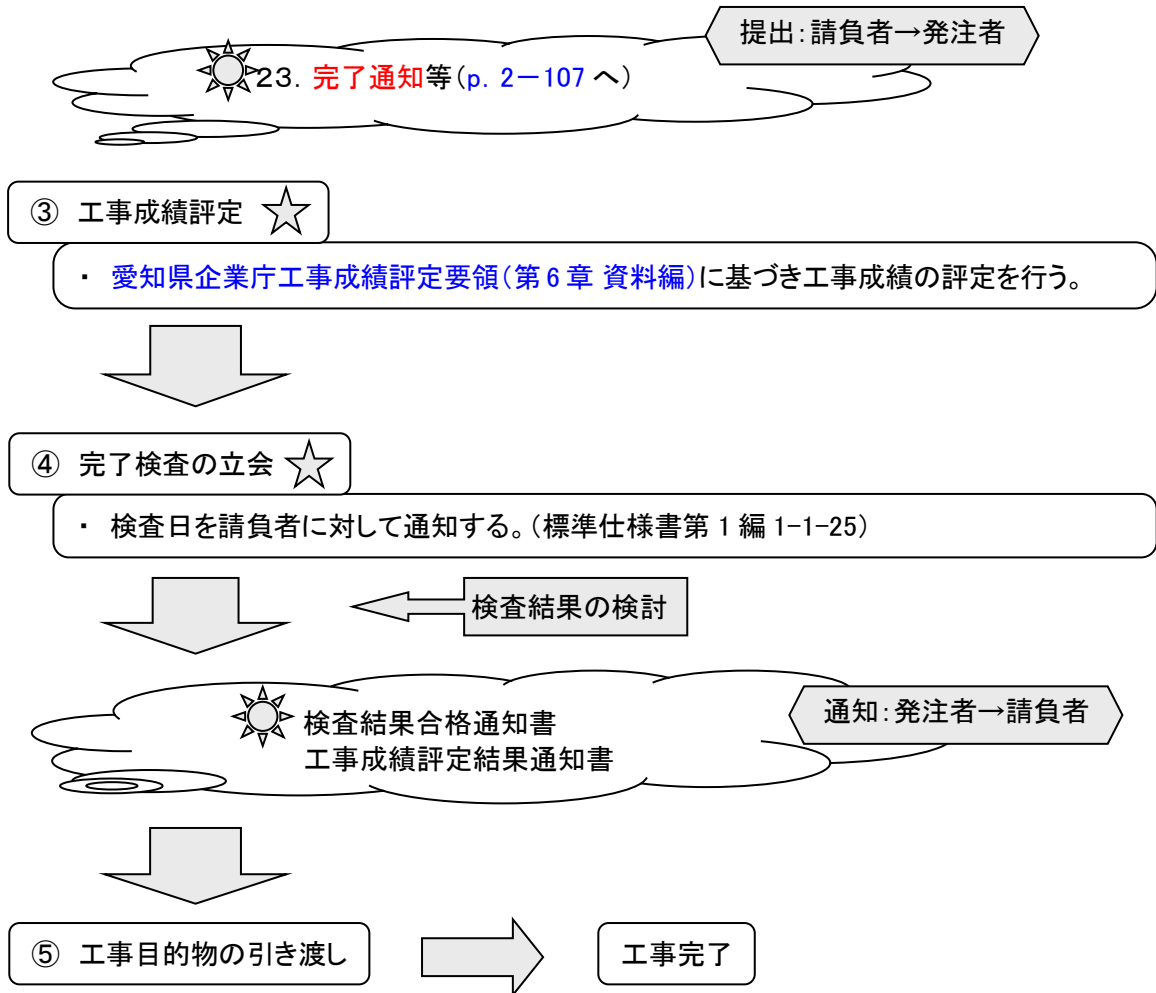 提出：請負者→発注者
23．完了通知等（p．2－107 へ）
③ 工事成績評定
・ 愛知県企業庁工事成績評定要領（第 6 章 資料編）に基づき工事成績の評定を行う。
④ 完了検査の立会
・ 検査日を請負者に対して通知する。（標準仕様書第 1 編 1-1-25）
検査結果の検討
通知：発注者→請負者
検査結果合格通知書
工事成績評定結果通知書
⑤ 工事目的物の引き渡し
工事完了